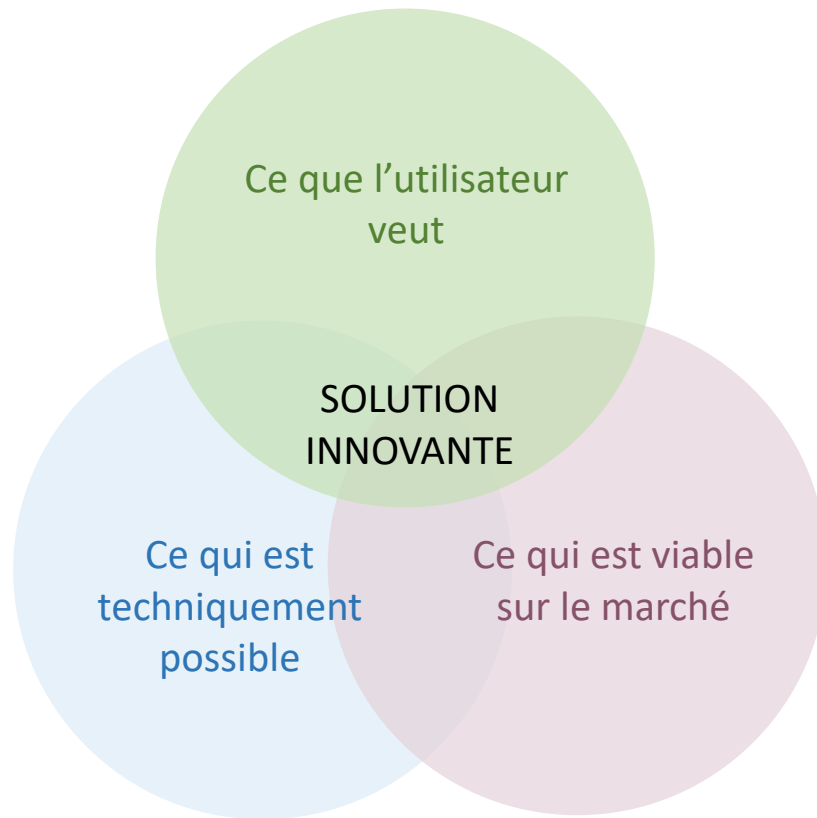 Ce que l’utilisateur
veut
SOLUTION
INNOVANTE
Ce qui est
techniquement
possible
Ce qui est viable
sur le marché